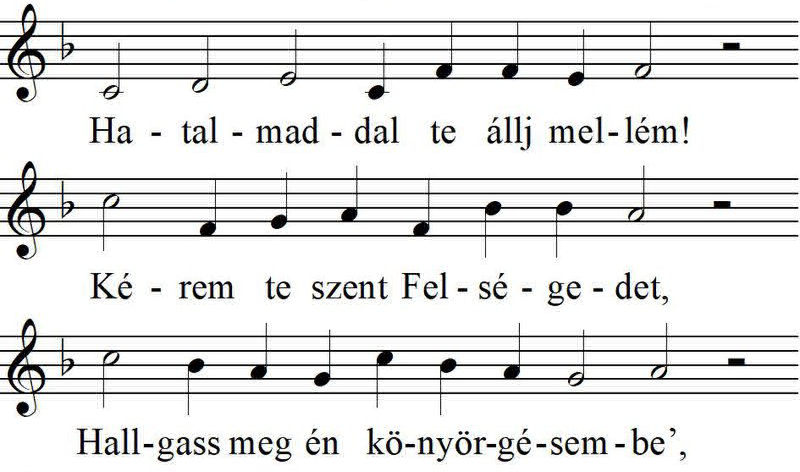 Ha - tal - mad - dal te állj mel - lém!
Ké - rem te szent Fel - sé - ge - det,
Hall - gass meg én kö - nyör - gé - sem - be’,